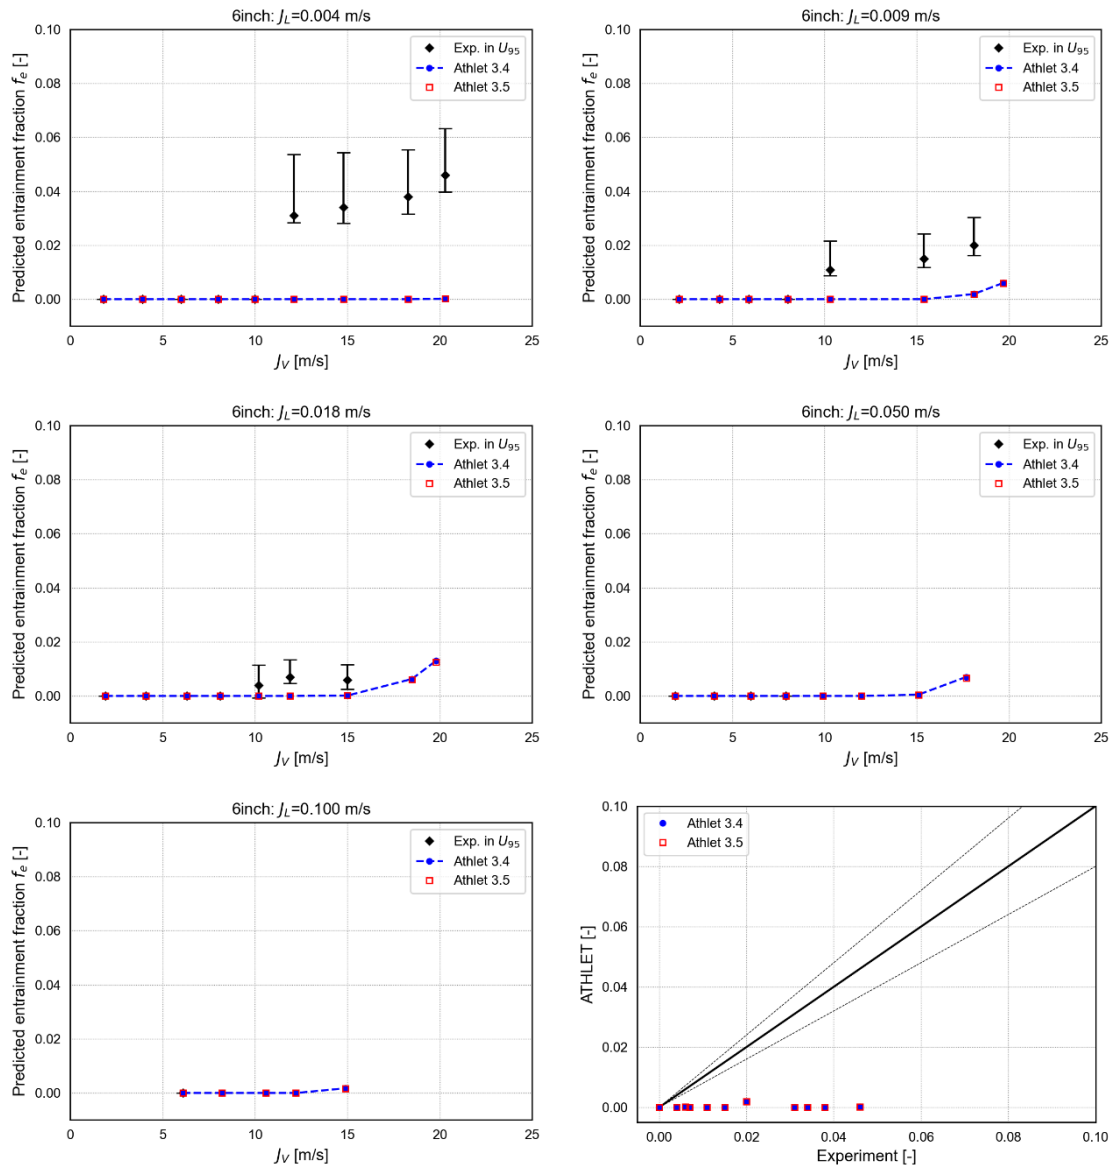 6inch: J_L=0.004 m/s
Predicted entrainment fraction f_e [-]
0.10
0.08
0.06
0.04
0.02
0.00
Exp. in U_95
Athlet 3.4
Athlet 3.5
0 5 10 15 20 25
J_V [m/s]
6inch: J_L=0.009 m/s
Predicted entrainment fraction f_e [-]
0.10
0.08
0.06
0.04
0.02
0.00
Exp. in U_95
Athlet 3.4
Athlet 3.5
0 5 10 15 20 25
J_V [m/s]
6inch: J_L=0.018 m/s
Predicted entrainment fraction f_e [-]
0.10
0.08
0.06
0.04
0.02
0.00
Exp. in U_95
Athlet 3.4
Athlet 3.5
0 5 10 15 20 25
J_V [m/s]
6inch: J_L=0.050 m/s
Predicted entrainment fraction f_e [-]
0.10
0.08
0.06
0.04
0.02
0.00
Exp. in U_95
Athlet 3.4
Athlet 3.5
0 5 10 15 20 25
J_V [m/s]
6inch: J_L=0.100 m/s
Predicted entrainment fraction f_e [-]
0.10
0.08
0.06
0.04
0.02
0.00
Exp. in U_95
Athlet 3.4
Athlet 3.5
0 5 10 15 20 25
J_V [m/s]
ATHLET [-]
0.10
0.08
0.06
0.04
0.02
0.00
Athlet 3.4
Athlet 3.5
0.00 0.02 0.04 0.06 0.08 0.10
Experiment [-]